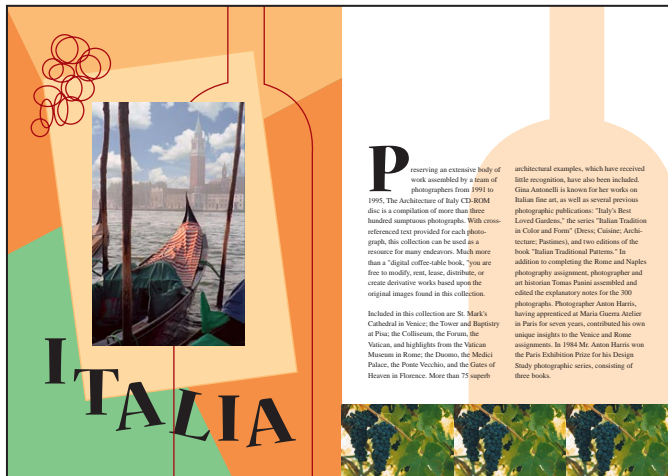 ITALIA
Preserving an extensive body of
work assembled by a team of
photographers from 1991 to
1995, The Architecture of Italy CD-ROM
disc is a compilation of more than three
hundred sumptuous photographs. With cross-
referenced text provided for each photo-
graph, this collection can be used as a
resource for many endeavors. Much more
than a "digital coffee-table book, "you are
free to modify, rent, lease, distribute, or
create derivative works based upon the
original images found in this collection.
Included in this collection are St. Mark's
Cathedral in Venice; the Tower and Baptistry
at Pisa; the Colliseum, the Forum, the
Vatican, and highlights from the Vatican
Museum in Rome; the Duomo, the Medici
Palace, the Ponte Vecchio, and the Gates of
Heaven in Florence. More than 75 superb
architectural examples, which have received
little recognition, have also been included.
Gina Antonelli is known for her works on
Italian fine art, as well as several previous
photographic publications: "Italy's Best
Loved Gardens," the series "Italian Tradition
in Color and Form" (Dress; Cuisine; Archi-
tecture; Pastimes), and two editions of the
book "Italian Traditional Patterns." In
addition to completing the Rome and Naples
photography assignment, photographer and
art historian Tomas Panini assembled and
edited the explanatory notes for the 300
photographs. Photographer Anton Harris,
having apprenticed at Maria Guerra Atelier
in Paris for seven years, contributed his own
unique insights to the Venice and Rome
assignments. In 1984 Mr. Anton Harris won
the Paris Exhibition Prize for his Design
Study photographic series, consisting of
three books.